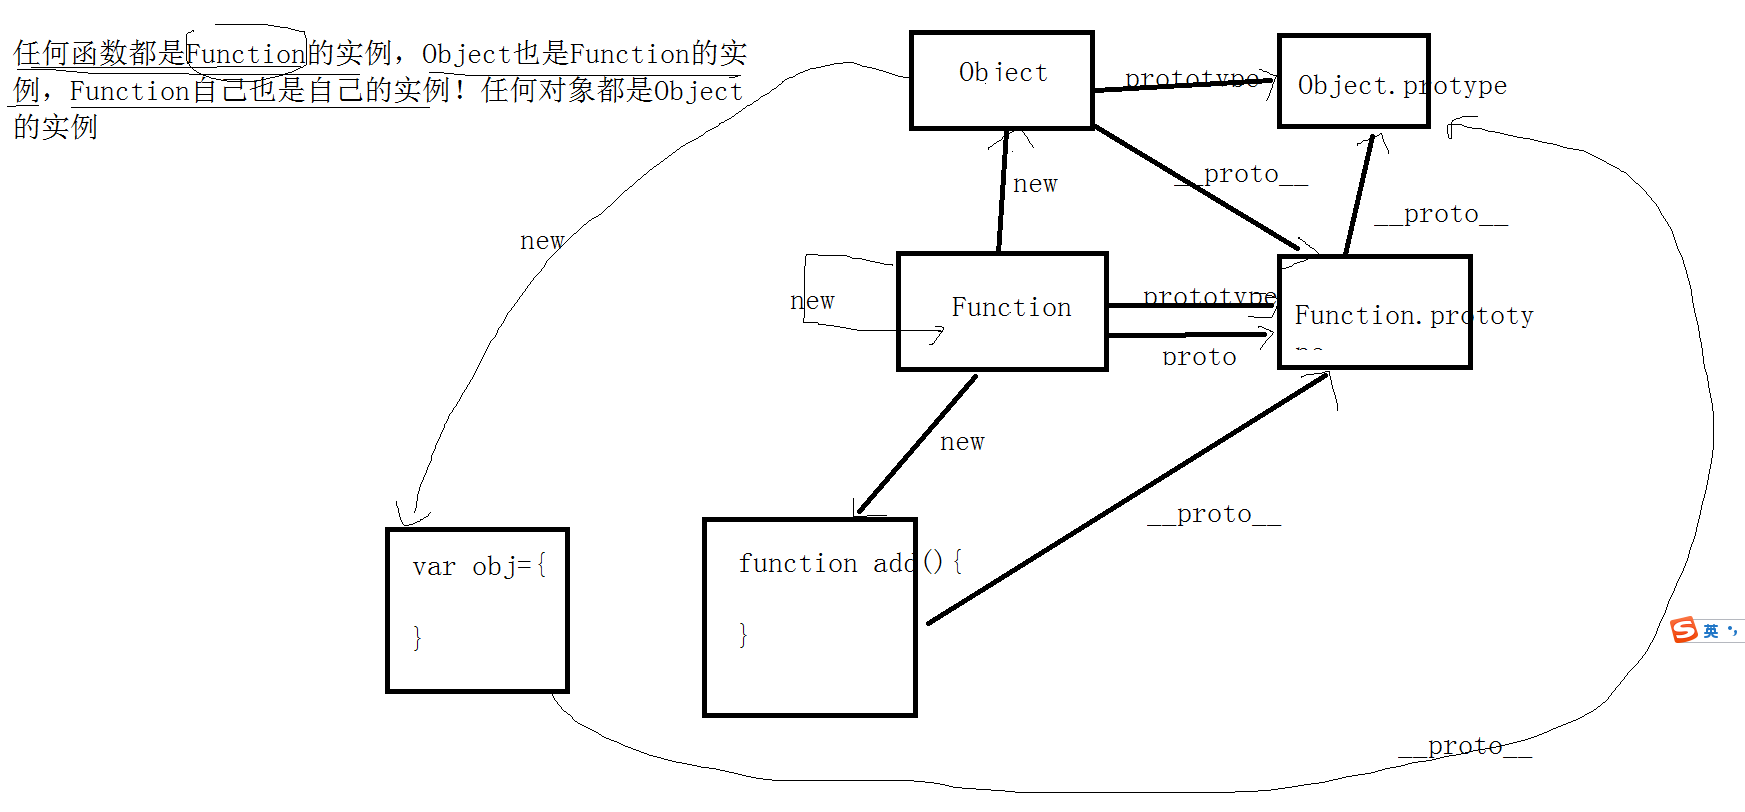 任何函数都是Function的实例，Object也是Function的实
例，Function自己也是自己的实例！任何对象都是Object
的实例
Object
prototype
Object.protype
new
__proto__
__proto__
new
new
Function
prototype
Function.prototy
proto
new
__proto__
var obj={
}
function add(){
}
__proto__
英